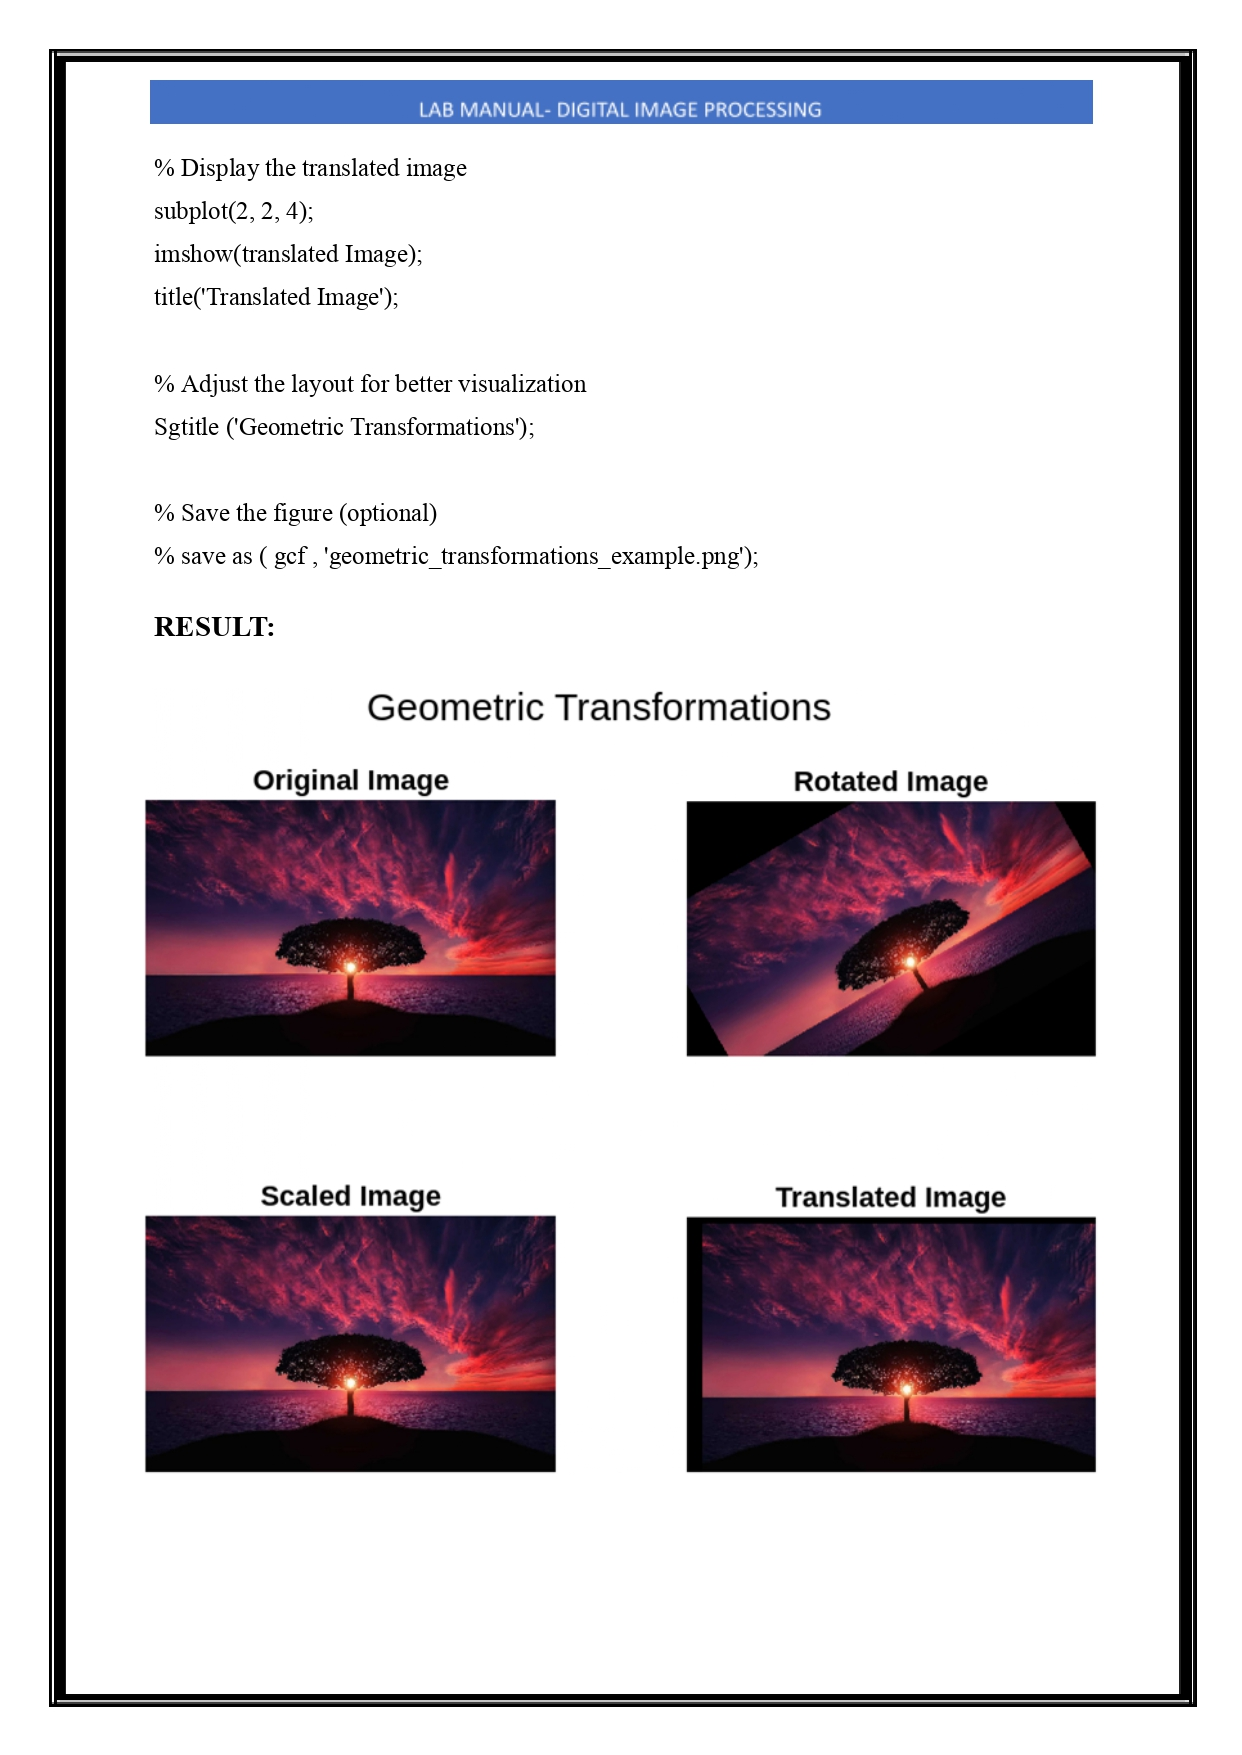 LAB MANUAL- DIGITAL IMAGE PROCESSING
% Display the translated image
subplot(2, 2, 4);
imshow(translated Image);
title('Translated Image');
% Adjust the layout for better visualization
Sgtitle ('Geometric Transformations');
% Save the figure (optional)
% save as ( gcf , 'geometric_transformations_example.png');
RESULT:
Geometric Transformations
Original Image
Rotated Image
Scaled Image
Translated Image